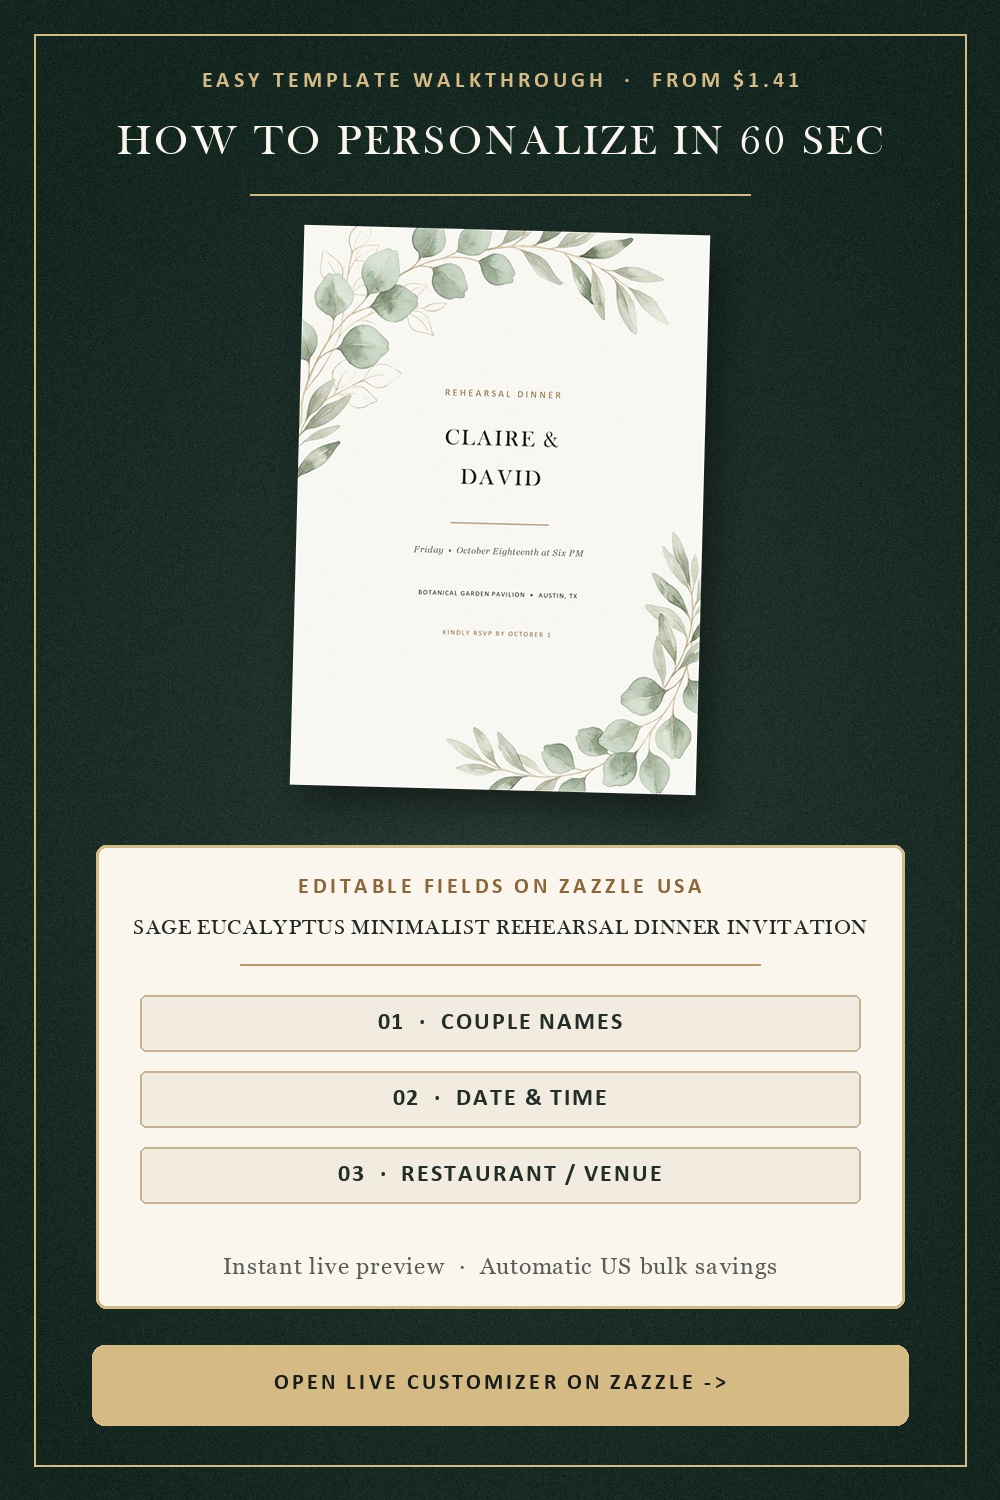 EASY TEMPLATE WALKTHROUGH · FROM $1.41
HOW TO PERSONALIZE IN 60 SEC
REHEARSAL DINNER
CLAIRE &
DAVID
Friday • October Eighteenth at Six PM
BOTANICAL GARDEN PAVILION • AUSTIN, TX
KINDLY RSVP BY OCTOBER 1
EDITABLE FIELDS ON ZAZZLE USA
SAGE EUCALYPTUS MINIMALIST REHEARSAL DINNER INVITATION
01 · COUPLE NAMES
02 · DATE & TIME
03 · RESTAURANT / VENUE
Instant live preview · Automatic US bulk savings
OPEN LIVE CUSTOMIZER ON ZAZZLE ->